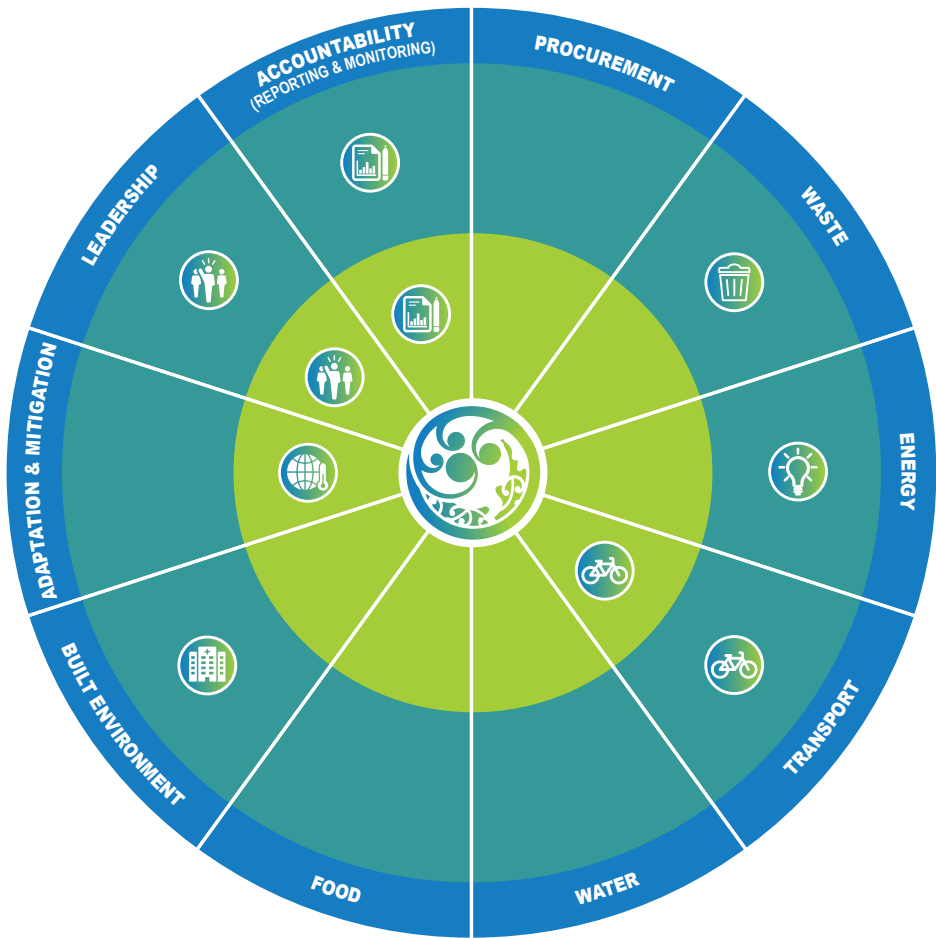 ACCOUNTABILITY
(REPORTING & MONITORING)
PROCUREMENT
WASTE
ENERGY
TRANSPORT
WATER
FOOD
BUILT ENVIRONMENT
ADAPTATION & MITIGATION
LEADERSHIP